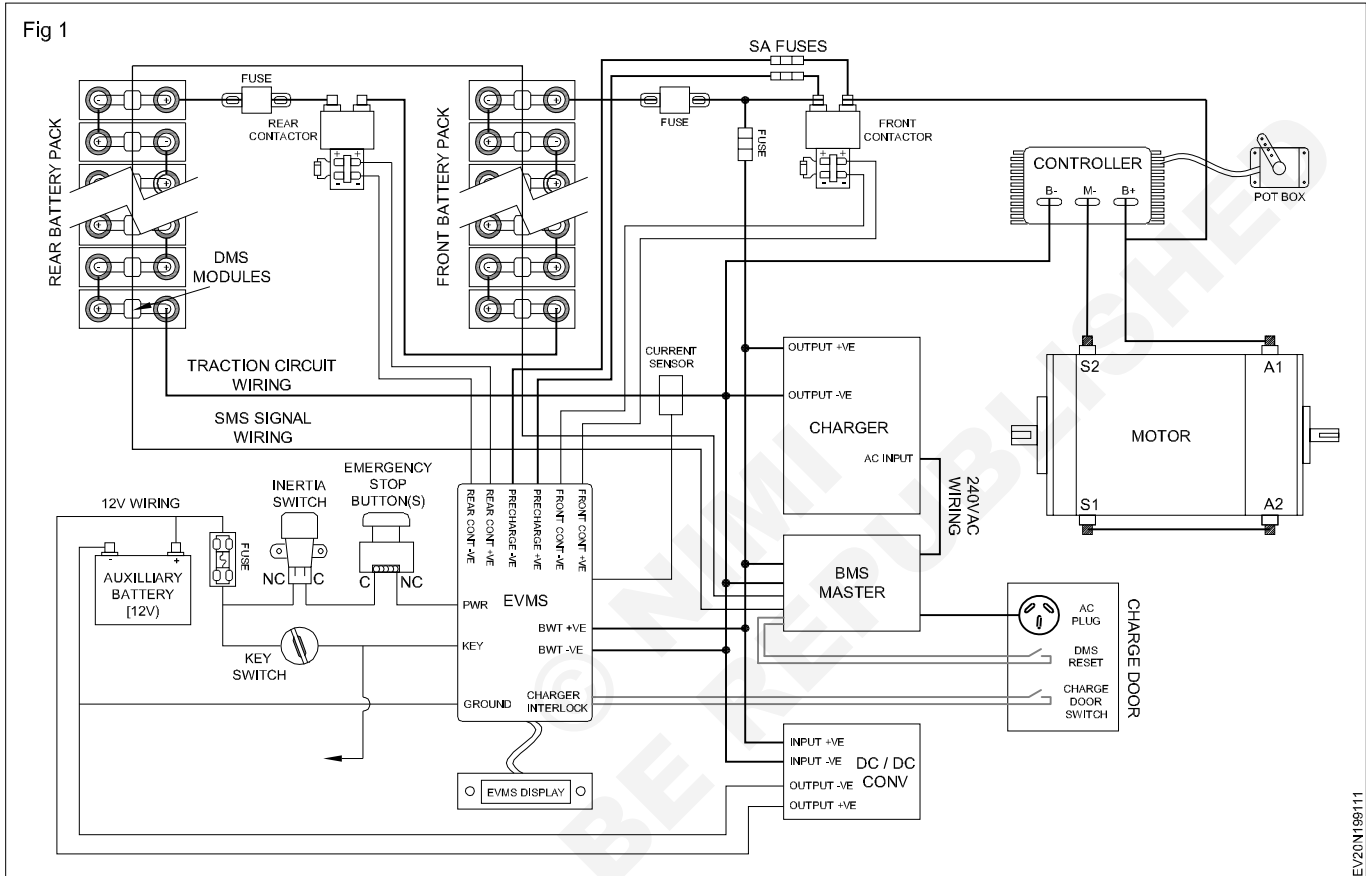 Fig 1
SA FUSES
FUSE
REAR
CONTACTOR
FUSE
FUSE
FRONT
CONTACTOR
CONTROLLER
B-
M-
B+
POT BOX
REAR BATTERY PACK
FRONT BATTERY PACK
DMS
MODULES
TRACTION CIRCUIT
WIRING
SMS SIGNAL
WIRING
CURRENT
SENSOR
OUTPUT +VE
OUTPUT -VE
CHARGER
AC INPUT
240VAC
WIRING
S2
A1
MOTOR
S1
A2
12V WIRING
INERTIA
SWITCH
EMERGENCY
STOP
BUTTON(S)
FUSE
NC
C
C
NC
- +
AUXILLIARY
BATTERY
[12V]
KEY
SWITCH
REAR CONT -VE
REAR CONT +VE
PRECHARGE -VE
PRECHARGE +VE
FRONT CONT -VE
FRONT CONT +VE
PWR
EVMS
BWT +VE
KEY
BWT -VE
GROUND
CHARGER
INTERLOCK
EVMS DISPLAY
BMS
MASTER
AC
PLUG
DMS
RESET
CHARGE
DOOR
SWITCH
CHARGE DOOR
INPUT +VE
INPUT -VE
DC / DC
CONV
OUTPUT -VE
OUTPUT +VE
EV20N199111
© NIMI
BE REPUBLISHED